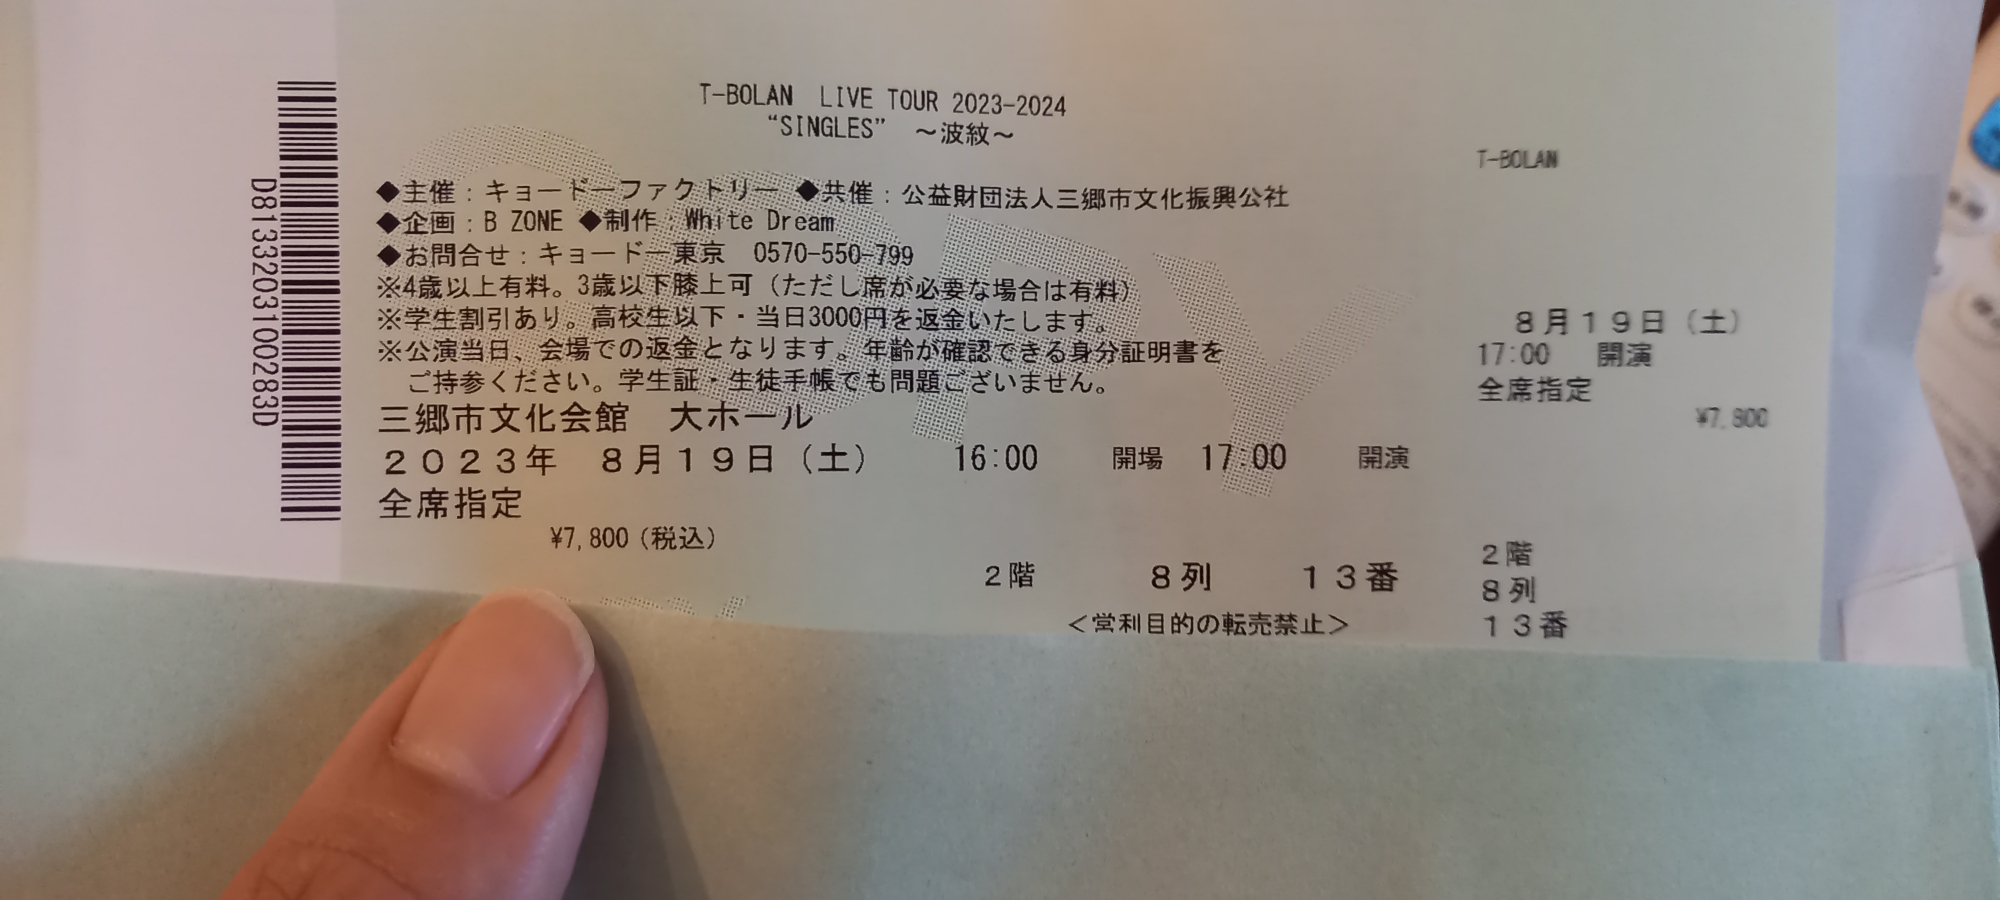 T-BOLAN LIVE TOUR 2023-2024
“SINGLES” ～波紋～
◆主催：キョードーファクトリー ◆共催：公益財団法人三郷市文化振興公社
◆企画：B ZONE ◆制作：White Dream
◆お問合せ：キョードー東京 0570-550-799
※4歳以上有料。3歳以下膝上可（ただし席が必要な場合は有料）
※学生割引あり。高校生以下・当日3000円を返金いたします。
※公演当日、会場での返金となります。年齢が確認できる身分証明書を
ご持参ください。学生証・生徒手帳でも問題ございません。
三郷市文化会館 大ホール
２０２３年 ８月１９日（土） 16:00 開場 17:00 開演
全席指定
¥7,800（税込）
２階 ８列 １３番
＜営利目的の転売禁止＞
D8133203100283D
COPY
T-BOLAN
８月１９日（土）
17:00 開演
全席指定
¥7,800
２階
８列
１３番